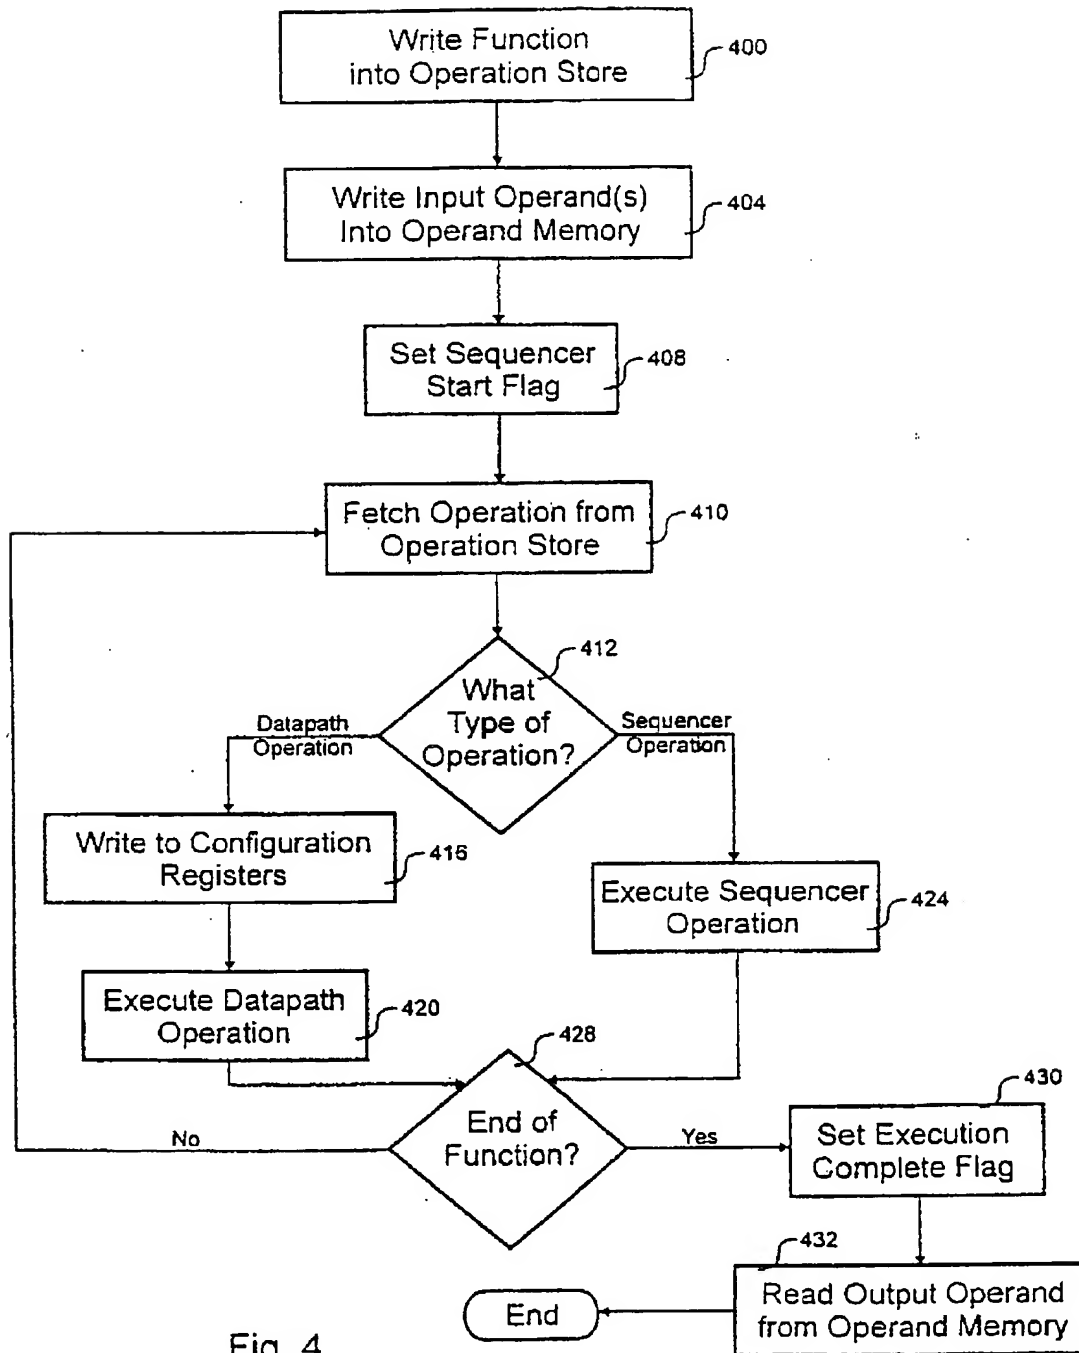 Write Function
into Operation Store
400
Write Input Operand(s)
Into Operand Memory
404
Set Sequencer
Start Flag
408
Fetch Operation from
Operation Store
410
412
What
Type of
Operation?
Datapath
Operation
Sequencer
Operation
Write to Configuration
Registers
416
Execute Sequencer
Operation
424
Execute Datapath
Operation
420
428
End of
Function?
No
Yes
430
Set Execution
Complete Flag
432
Read Output Operand
from Operand Memory
End
Fig. 4